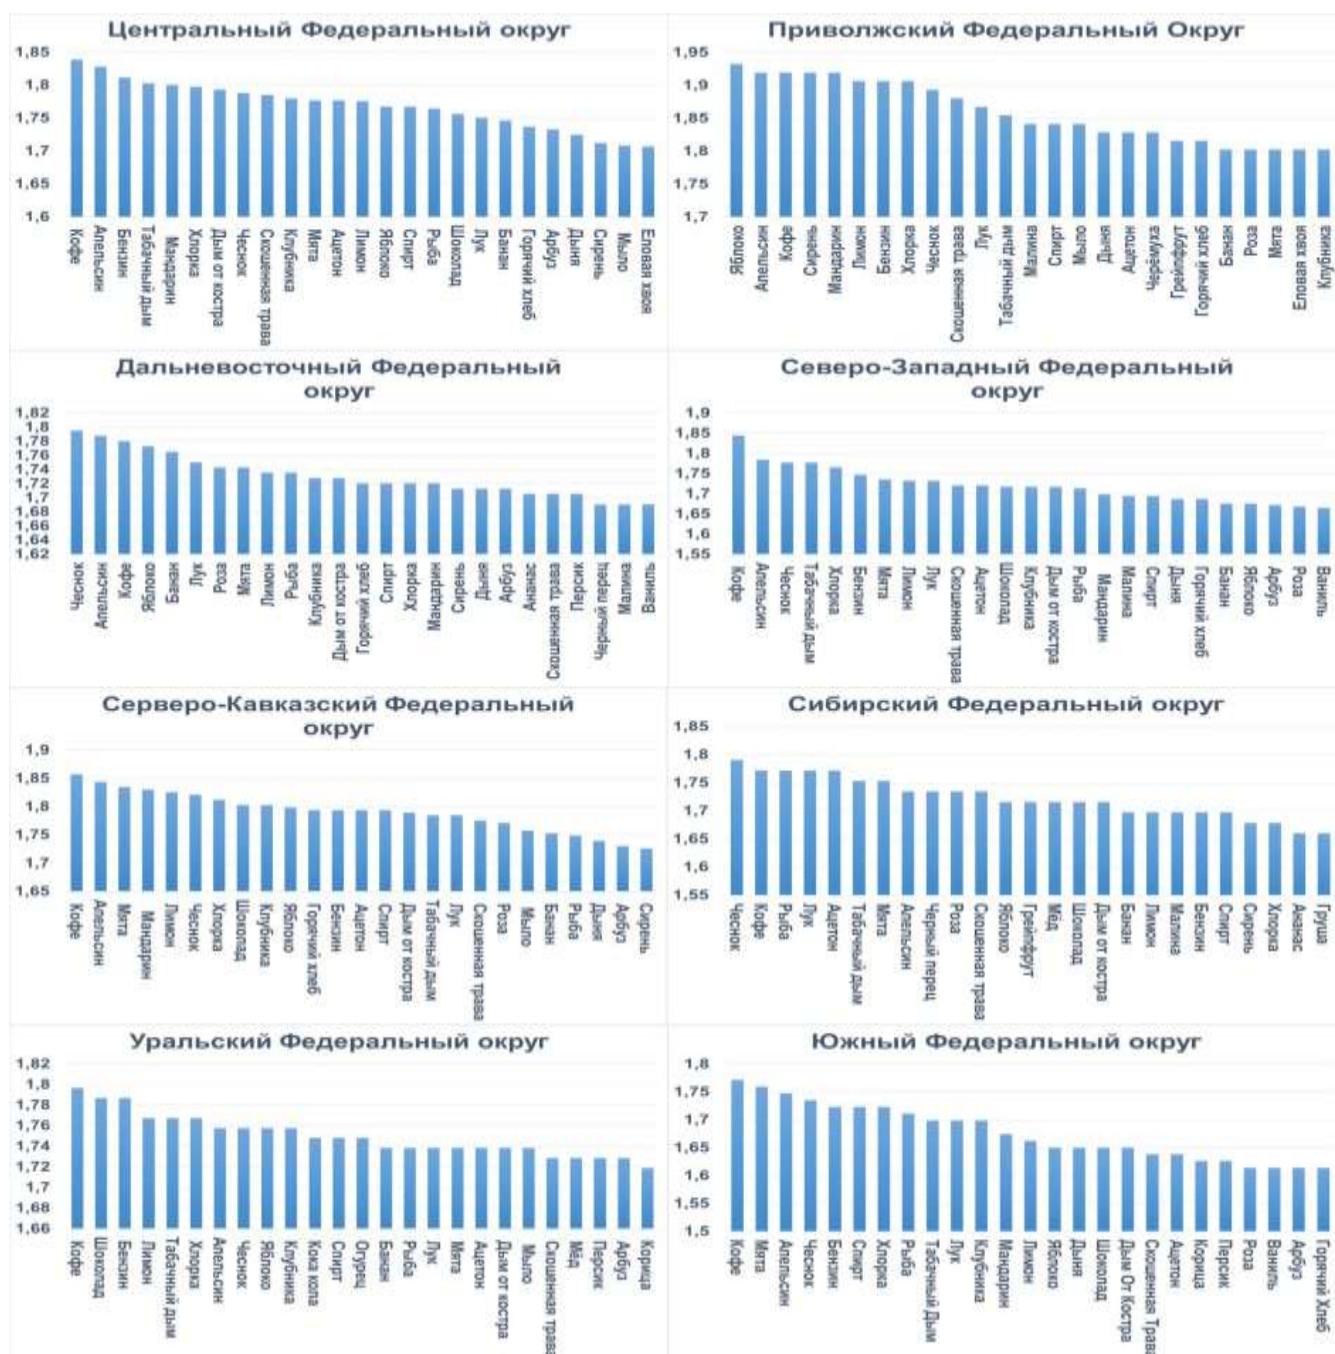 Центральный Федеральный округ
1,85
1,8
1,75
1,7
1,65
1,6
Кофе
Апельсин
Бензин
Табачный дым
Мандарин
Хлорка
Дым от костра
Чеснок
Скошенная трава
Клубника
Мята
Ацетон
Лимон
Яблоко
Спирт
Рыба
Шоколад
Лук
Банан
Горячий хлеб
Арбуз
Дыня
Сирень
Мыло
Еловая хвоя
Приволжский Федеральный Округ
1,95
1,9
1,85
1,8
1,75
1,7
Яблоко
Апельсин
Кофе
Сирень
Мандарин
Лимон
Бензин
Хлорка
Чеснок
Скошенная трава
Лук
Табачный дым
Малина
Спирт
Мыло
Дыня
Ацетон
Черемуха
Грейпфрут
Горячий хлеб
Банан
Роза
Мята
Еловая хвоя
Клубника
Дальневосточный Федеральный
округ
1,82
1,8
1,78
1,76
1,74
1,72
1,7
1,68
1,66
1,64
1,62
Чеснок
Апельсин
Кофе
Яблоко
Банан
Лук
Роза
Мята
Лимон
Рыба
Клубника
Дым от костра
Горячий хлеб
Спирт
Хлорка
Мандарин
Сирень
Дыня
Арбуз
Ананас
Скошенная трава
Персик
Черный перец
Малина
Ваниль
Северо-Западный Федеральный
округ
1,9
1,85
1,8
1,75
1,7
1,65
1,6
1,55
Кофе
Апельсин
Чеснок
Табачный дым
Хлорка
Бензин
Мята
Лимон
Лук
Скошенная трава
Ацетон
Шоколад
Клубника
Дым от костра
Рыба
Мандарин
Малина
Спирт
Дыня
Горячий хлеб
Банан
Яблоко
Арбуз
Роза
Ваниль
Серверо-Кавказский Федеральный
округ
1,9
1,85
1,8
1,75
1,7
1,65
Кофе
Апельсин
Мята
Мандарин
Лимон
Чеснок
Хлорка
Шоколад
Клубника
Яблоко
Горячий хлеб
Бензин
Ацетон
Спирт
Дым от костра
Табачный дым
Лук
Скошенная трава
Роза
Мыло
Банан
Рыба
Дыня
Арбуз
Сирень
Сибирский Федеральный округ
1,85
1,8
1,75
1,7
1,65
1,6
1,55
Чеснок
Кофе
Рыба
Лук
Ацетон
Табачный дым
Мята
Апельсин
Черный перец
Роза
Скошенная трава
Яблоко
Грейпфрут
Мёд
Шоколад
Дым от костра
Банан
Лимон
Малина
Бензин
Спирт
Сирень
Хлорка
Ананас
Груша
Уральский Федеральный округ
1,82
1,8
1,78
1,76
1,74
1,72
1,7
1,68
1,66
Кофе
Шоколад
Бензин
Лимон
Табачный дым
Хлорка
Апельсин
Чеснок
Яблоко
Клубника
Кока кола
Спирт
Огурец
Банан
Рыба
Лук
Мята
Ацетон
Дым от костра
Мыло
Скошенная трава
Мёд
Персик
Арбуз
Корица
Южный Федеральный округ
1,8
1,75
1,7
1,65
1,6
1,55
1,5
Кофе
Мята
Апельсин
Чеснок
Бензин
Спирт
Хлорка
Рыба
Табачный Дым
Лук
Клубника
Мандарин
Лимон
Яблоко
Дыня
Шоколад
Дым От Костра
Скошенная Трава
Ацетон
Корица
Персик
Роза
Ваниль
Арбуз
Горячий Хлеб